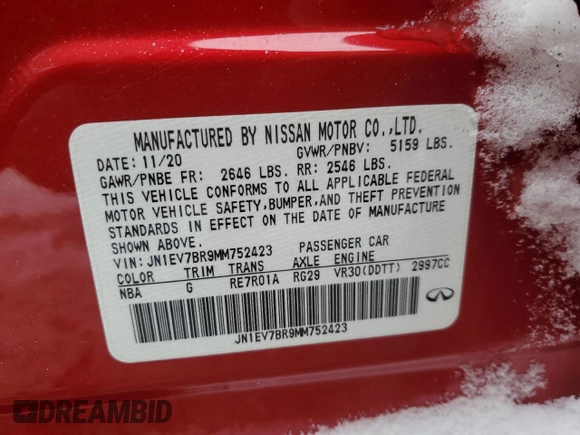 MANUFACTURED BY NISSAN MOTOR CO.,LTD.
DATE: 11/20 GVWR/PNBV: 5159 LBS.
GAWR/PNBE FR: 2646 LBS. RR: 2546 LBS.
THIS VEHICLE CONFORMS TO ALL APPLICABLE FEDERAL
MOTOR VEHICLE SAFETY,BUMPER,AND THEFT PREVENTION
STANDARDS IN EFFECT ON THE DATE OF MANUFACTURE
SHOWN ABOVE.
VIN: JN1EV7BR9MM752423 PASSENGER CAR
COLOR TRIM TRANS AXLE ENGINE
NBA G RE7R01A RG29 VR30(DDTT) 2997CC
JN1EV7BR9MM752423
DREAMBID